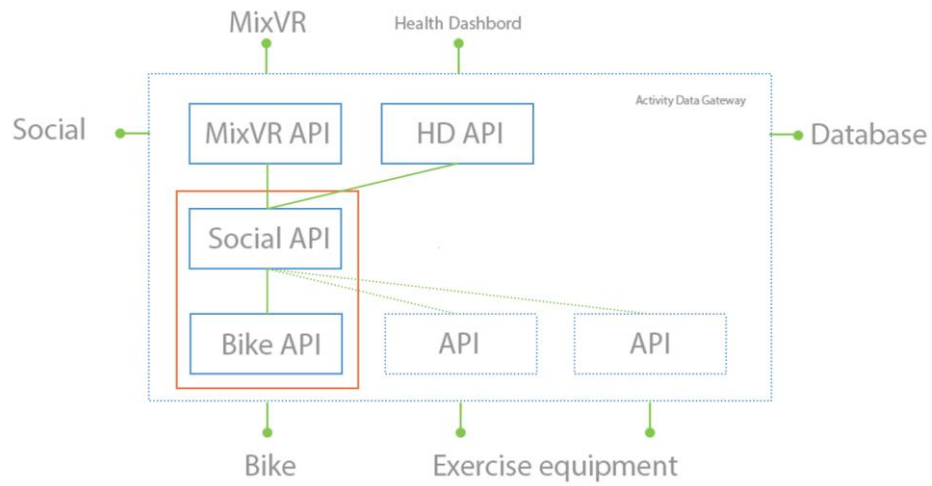 MixVR
Health Dashbord
Activity Data Gateway
MixVR API
HD API
Social
Database
Social API
Bike API
API
API
Bike
Exercise equipment